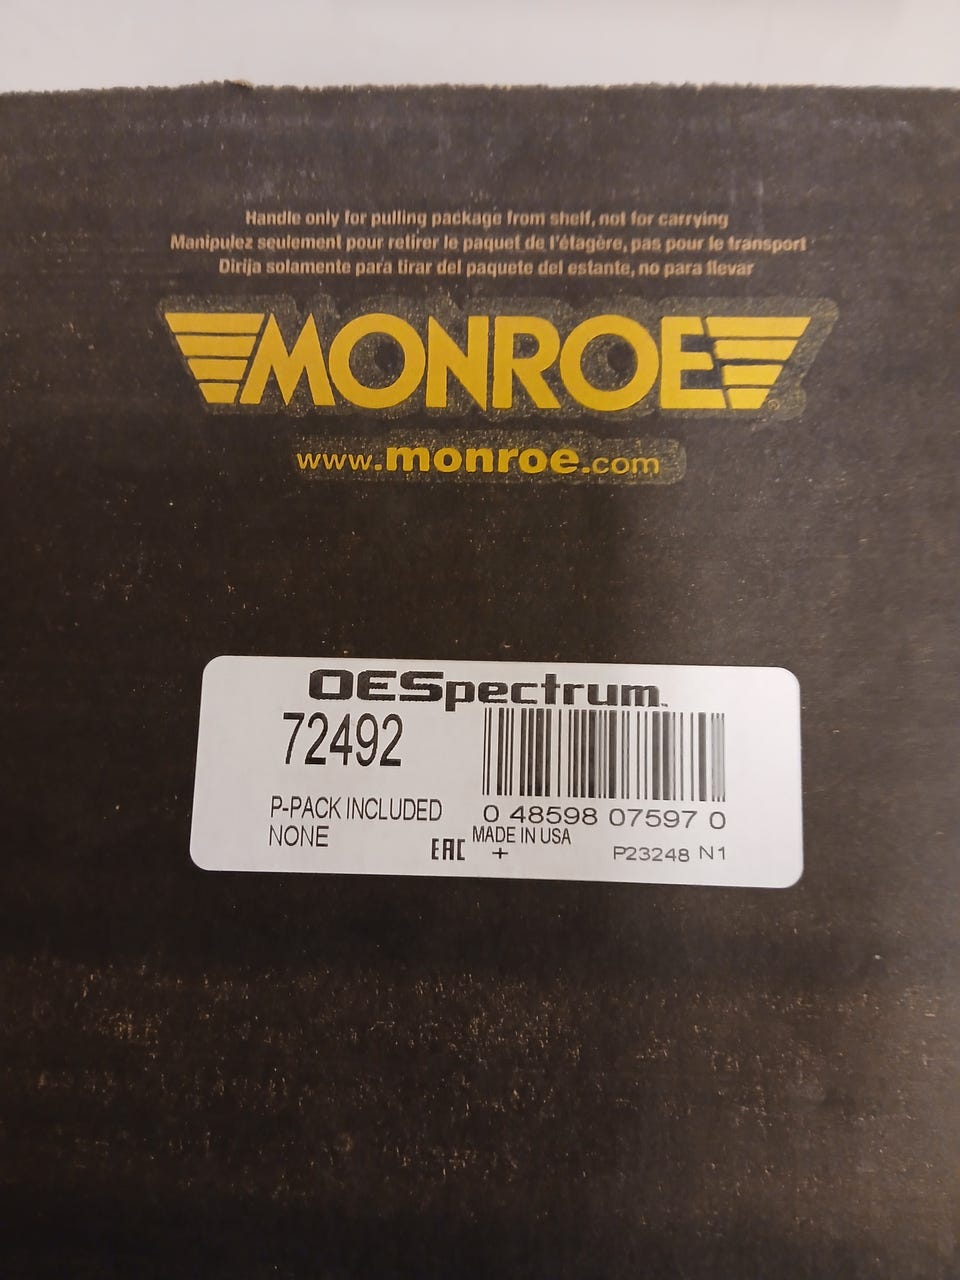 Handle only for pulling package from shelf, not for carrying
Manipulez seulement pour retirer le paquet de l'étagère, pas pour le transport
Dirija solamente para tirar del paquete del estante, no para llevar
MONROE
www.monroe.com
OESpectrum™
72492
0 48598 07597 0
P-PACK INCLUDED
NONE
MADE IN USA
EAC + P23248 N1